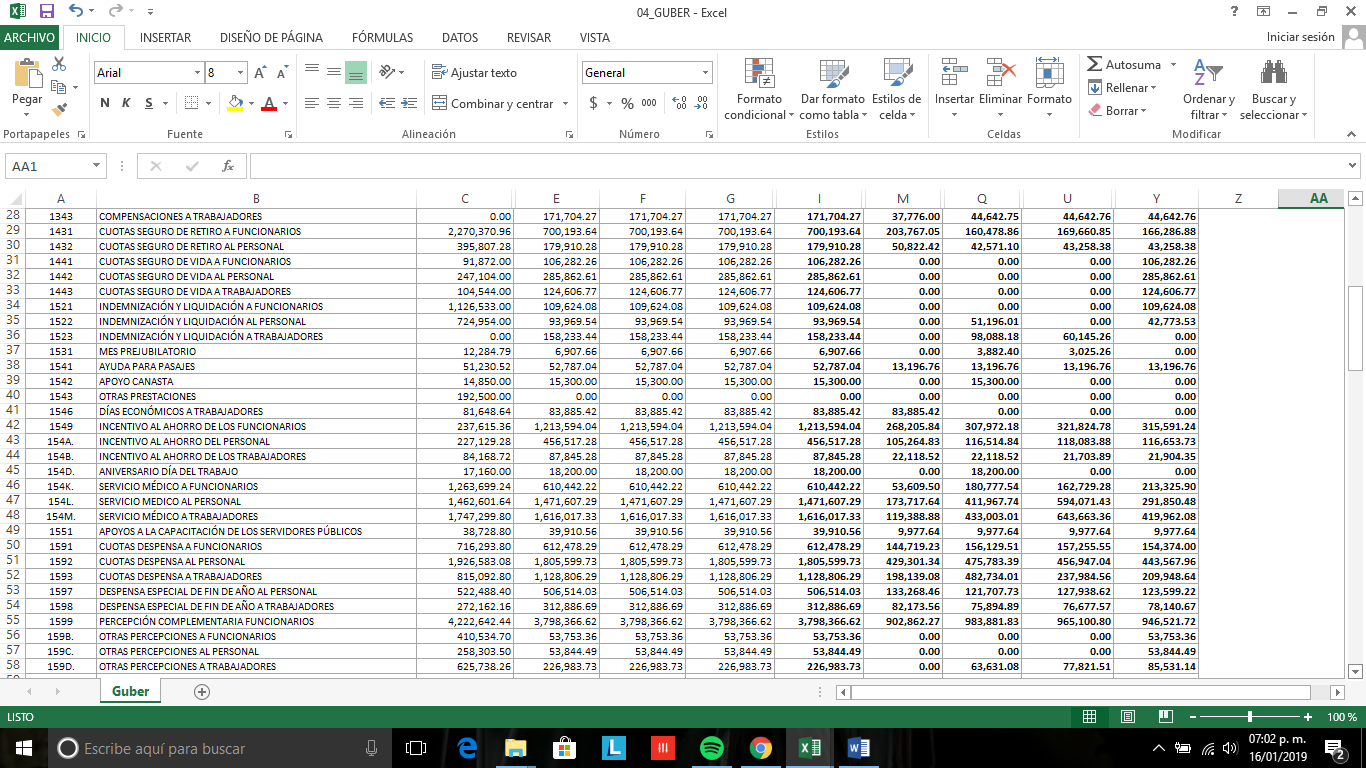 04_GUBER - Excel
ARCHIVO INICIO INSERTAR DISEÑO DE PÁGINA FÓRMULAS DATOS REVISAR VISTA Iniciar sesión
Pegar Arial 8 Ajustar texto General Formato condicional Dar formato como tabla Estilos de celda Insertar Eliminar Formato Autosuma Rellenar Borrar Ordenar y filtrar Buscar y seleccionar
N K S Combinar y centrar $ % 000
Portapapeles Fuente Alineación Número Estilos Celdas Modificar
AA1 fx
A B C E F G I M Q U Y Z AA
28 1343 COMPENSACIONES A TRABAJADORES 0.00 171,704.27 171,704.27 171,704.27 171,704.27 37,776.00 44,642.75 44,642.76 44,642.76
29 1431 CUOTAS SEGURO DE RETIRO A FUNCIONARIOS 2,270,370.96 700,193.64 700,193.64 700,193.64 700,193.64 203,767.05 160,478.86 169,660.85 166,286.88
30 1432 CUOTAS SEGURO DE RETIRO AL PERSONAL 395,807.28 179,910.28 179,910.28 179,910.28 179,910.28 50,822.42 42,571.10 43,258.38 43,258.38
31 1441 CUOTAS SEGURO DE VIDA A FUNCIONARIOS 91,872.00 106,282.26 106,282.26 106,282.26 106,282.26 0.00 0.00 0.00 106,282.26
32 1442 CUOTAS SEGURO DE VIDA AL PERSONAL 247,104.00 285,862.61 285,862.61 285,862.61 285,862.61 0.00 0.00 0.00 285,862.61
33 1443 CUOTAS SEGURO DE VIDA A TRABAJADORES 104,544.00 124,606.77 124,606.77 124,606.77 124,606.77 0.00 0.00 0.00 124,606.77
34 1521 INDEMNIZACIÓN Y LIQUIDACIÓN A FUNCIONARIOS 1,126,533.00 109,624.08 109,624.08 109,624.08 109,624.08 0.00 0.00 0.00 109,624.08
35 1522 INDEMNIZACIÓN Y LIQUIDACIÓN AL PERSONAL 724,954.00 93,969.54 93,969.54 93,969.54 93,969.54 0.00 51,196.01 0.00 42,773.53
36 1523 INDEMNIZACIÓN Y LIQUIDACIÓN A TRABAJADORES 0.00 158,233.44 158,233.44 158,233.44 158,233.44 0.00 98,088.18 60,145.26 0.00
37 1531 MES PREJUBILATORIO 12,284.79 6,907.66 6,907.66 6,907.66 6,907.66 0.00 3,882.40 3,025.26 0.00
38 1541 AYUDA PARA PASAJES 51,230.52 52,787.04 52,787.04 52,787.04 52,787.04 13,196.76 13,196.76 13,196.76 13,196.76
39 1542 APOYO CANASTA 14,850.00 15,300.00 15,300.00 15,300.00 15,300.00 0.00 15,300.00 0.00 0.00
40 1543 OTRAS PRESTACIONES 192,500.00 0.00 0.00 0.00 0.00 0.00 0.00 0.00 0.00
41 1546 DÍAS ECONÓMICOS A TRABAJADORES 81,648.64 83,885.42 83,885.42 83,885.42 83,885.42 83,885.42 0.00 0.00 0.00
42 1549 INCENTIVO AL AHORRO DE LOS FUNCIONARIOS 237,615.36 1,213,594.04 1,213,594.04 1,213,594.04 1,213,594.04 268,205.84 307,972.18 321,824.78 315,591.24
43 154A. INCENTIVO AL AHORRO DEL PERSONAL 227,129.28 456,517.28 456,517.28 456,517.28 456,517.28 105,264.83 116,514.84 118,083.88 116,653.73
44 154B. INCENTIVO AL AHORRO DE LOS TRABAJADORES 84,168.72 87,845.28 87,845.28 87,845.28 87,845.28 22,118.52 22,118.52 21,703.89 21,904.35
45 154D. ANIVERSARIO DÍA DEL TRABAJO 17,160.00 18,200.00 18,200.00 18,200.00 18,200.00 0.00 18,200.00 0.00 0.00
46 154K. SERVICIO MÉDICO A FUNCIONARIOS 1,263,699.24 610,442.22 610,442.22 610,442.22 610,442.22 53,609.50 180,777.54 162,729.28 213,325.90
47 154L. SERVICIO MEDICO AL PERSONAL 1,462,601.64 1,471,607.29 1,471,607.29 1,471,607.29 1,471,607.29 173,717.64 411,967.74 594,071.43 291,850.48
48 154M. SERVICIO MÉDICO A TRABAJADORES 1,747,299.80 1,616,017.33 1,616,017.33 1,616,017.33 1,616,017.33 119,388.88 433,003.01 643,663.36 419,962.08
49 1551 APOYOS A LA CAPACITACIÓN DE LOS SERVIDORES PÚBLICOS 38,728.80 39,910.56 39,910.56 39,910.56 39,910.56 9,977.64 9,977.64 9,977.64 9,977.64
50 1591 CUOTAS DESPENSA A FUNCIONARIOS 716,293.80 612,478.29 612,478.29 612,478.29 612,478.29 144,719.23 156,129.51 157,255.55 154,374.00
51 1592 CUOTAS DESPENSA AL PERSONAL 1,926,583.08 1,805,599.73 1,805,599.73 1,805,599.73 1,805,599.73 429,301.34 475,783.39 456,947.04 443,567.96
52 1593 CUOTAS DESPENSA A TRABAJADORES 815,092.80 1,128,806.29 1,128,806.29 1,128,806.29 1,128,806.29 198,139.08 482,734.01 237,984.56 209,948.64
53 1597 DESPENSA ESPECIAL DE FIN DE AÑO AL PERSONAL 522,488.40 506,514.03 506,514.03 506,514.03 506,514.03 133,268.46 121,707.73 127,938.62 123,599.22
54 1598 DESPENSA ESPECIAL DE FIN DE AÑO A TRABAJADORES 272,162.16 312,886.69 312,886.69 312,886.69 312,886.69 82,173.56 75,894.89 76,677.57 78,140.67
55 1599 PERCEPCIÓN COMPLEMENTARIA FUNCIONARIOS 4,222,642.44 3,798,366.62 3,798,366.62 3,798,366.62 3,798,366.62 902,862.27 983,881.83 965,100.80 946,521.72
56 159B. OTRAS PERCEPCIONES A FUNCIONARIOS 410,534.70 53,753.36 53,753.36 53,753.36 53,753.36 0.00 0.00 0.00 53,753.36
57 159C. OTRAS PERCEPCIONES AL PERSONAL 258,303.50 53,844.49 53,844.49 53,844.49 53,844.49 0.00 0.00 0.00 53,844.49
58 159D. OTRAS PERCEPCIONES A TRABAJADORES 625,738.26 226,983.73 226,983.73 226,983.73 226,983.73 0.00 63,631.08 77,821.51 85,531.14
Guber
LISTO 100 %
Escribe aquí para buscar
07:02 p. m.
16/01/2019
2